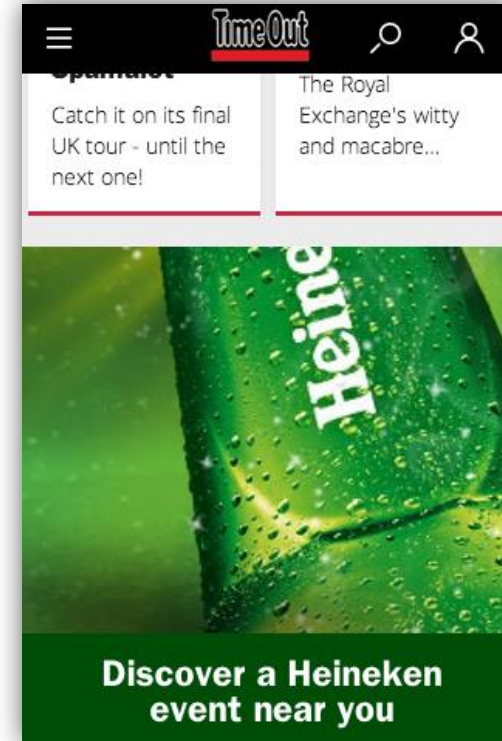 TimeOut
Spamalot
Catch it on its final
UK tour - until the
next one!
The Royal
Exchange's witty
and macabre...
Heine
Discover a Heineken
event near you